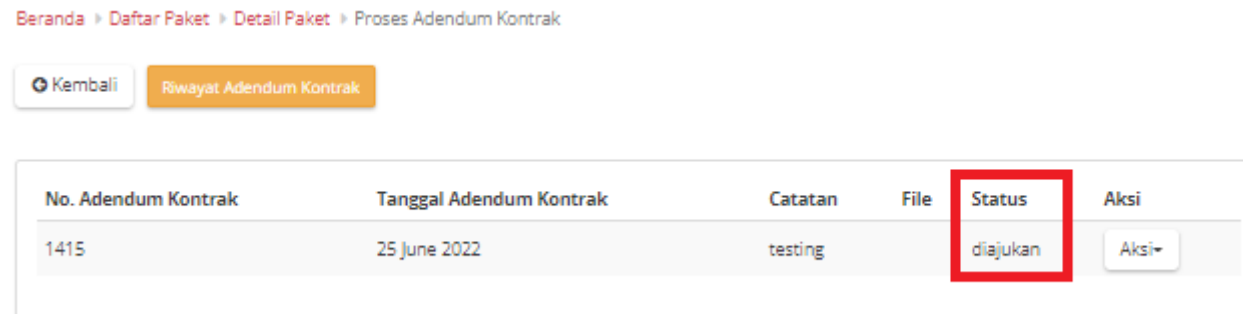 Beranda Daftar Paket Detail Paket Proses Adendum Kontrak
Kembali Riwayat Adendum Kontrak
No. Adendum Kontrak Tanggal Adendum Kontrak Catatan File Status Aksi
1415 25 June 2022 testing diajukan Aksi